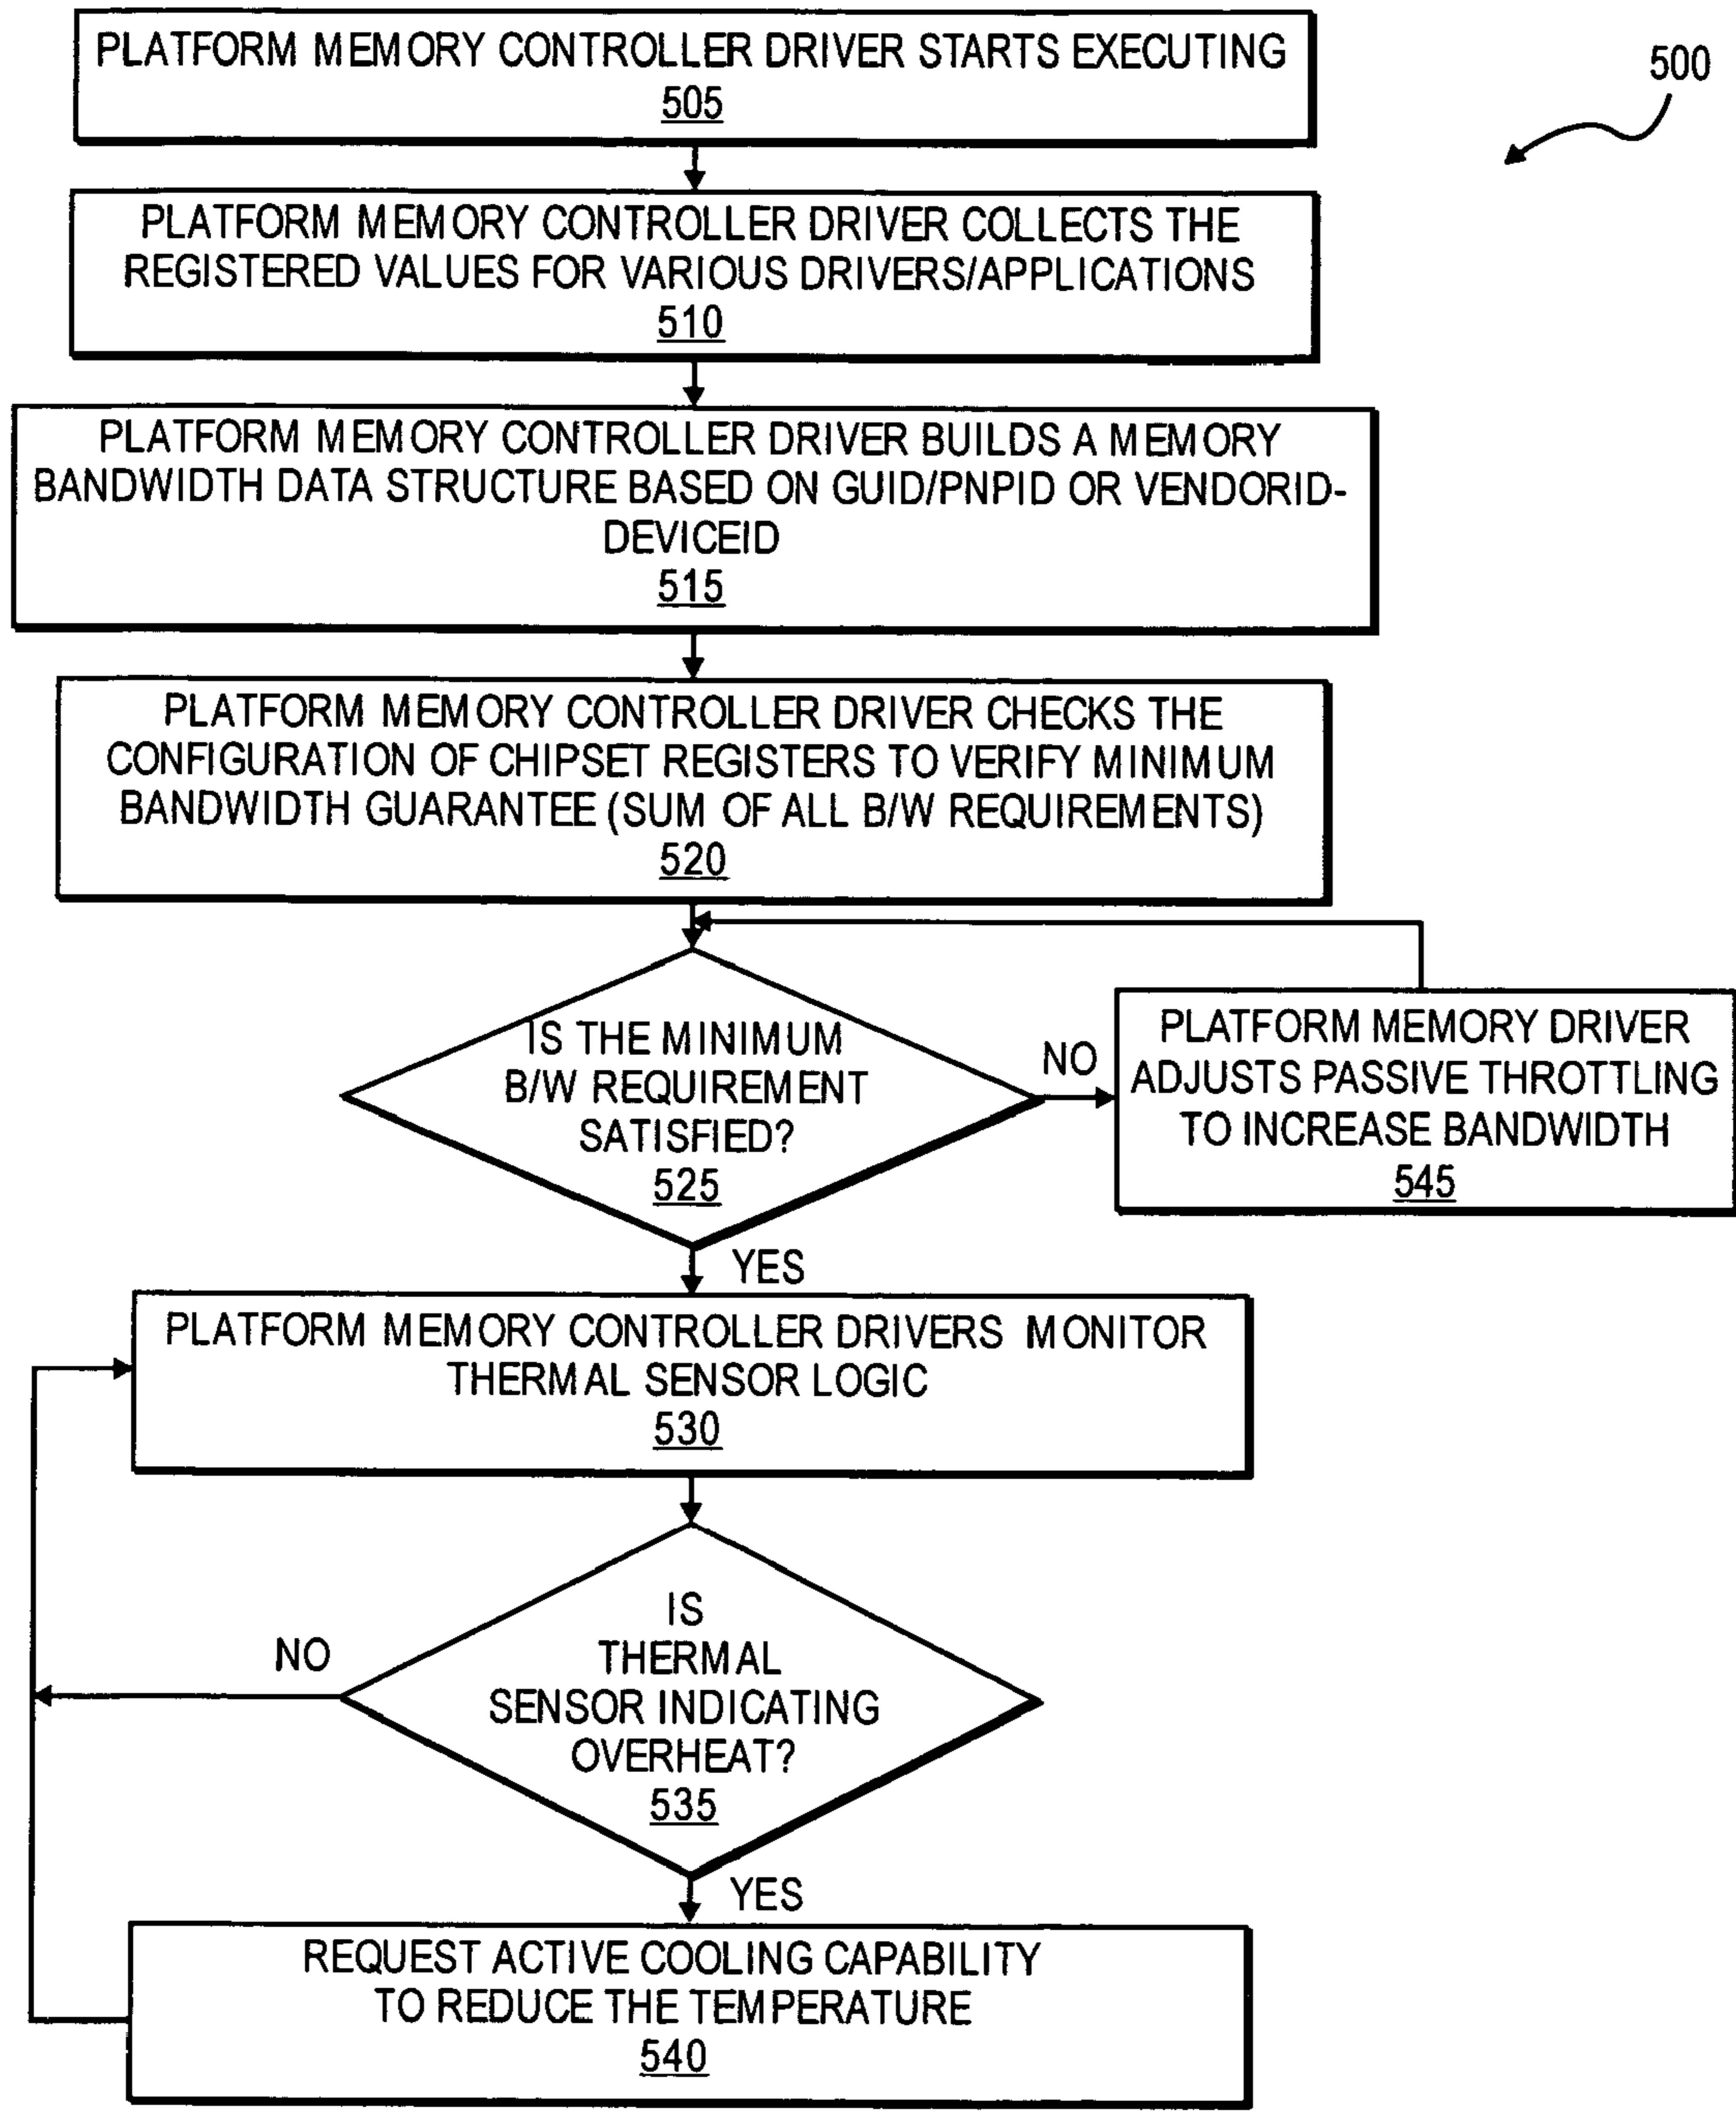 PLATFORM MEMORY CONTROLLER DRIVER STARTS EXECUTING
505
500
PLATFORM MEMORY CONTROLLER DRIVER COLLECTS THE
REGISTERED VALUES FOR VARIOUS DRIVERS/APPLICATIONS
510
PLATFORM MEMORY CONTROLLER DRIVER BUILDS A MEMORY
BANDWIDTH DATA STRUCTURE BASED ON GUID/PNPID OR VENDORID-
DEVICEID
515
PLATFORM MEMORY CONTROLLER DRIVER CHECKS THE
CONFIGURATION OF CHIPSET REGISTERS TO VERIFY MINIMUM
BANDWIDTH GUARANTEE (SUM OF ALL B/W REQUIREMENTS)
520
IS THE MINIMUM
B/W REQUIREMENT
SATISFIED?
525
NO
PLATFORM MEMORY DRIVER
ADJUSTS PASSIVE THROTTLING
TO INCREASE BANDWIDTH
545
YES
PLATFORM MEMORY CONTROLLER DRIVERS MONITOR
THERMAL SENSOR LOGIC
530
IS
THERMAL
SENSOR INDICATING
OVERHEAT?
535
NO
YES
REQUEST ACTIVE COOLING CAPABILITY
TO REDUCE THE TEMPERATURE
540